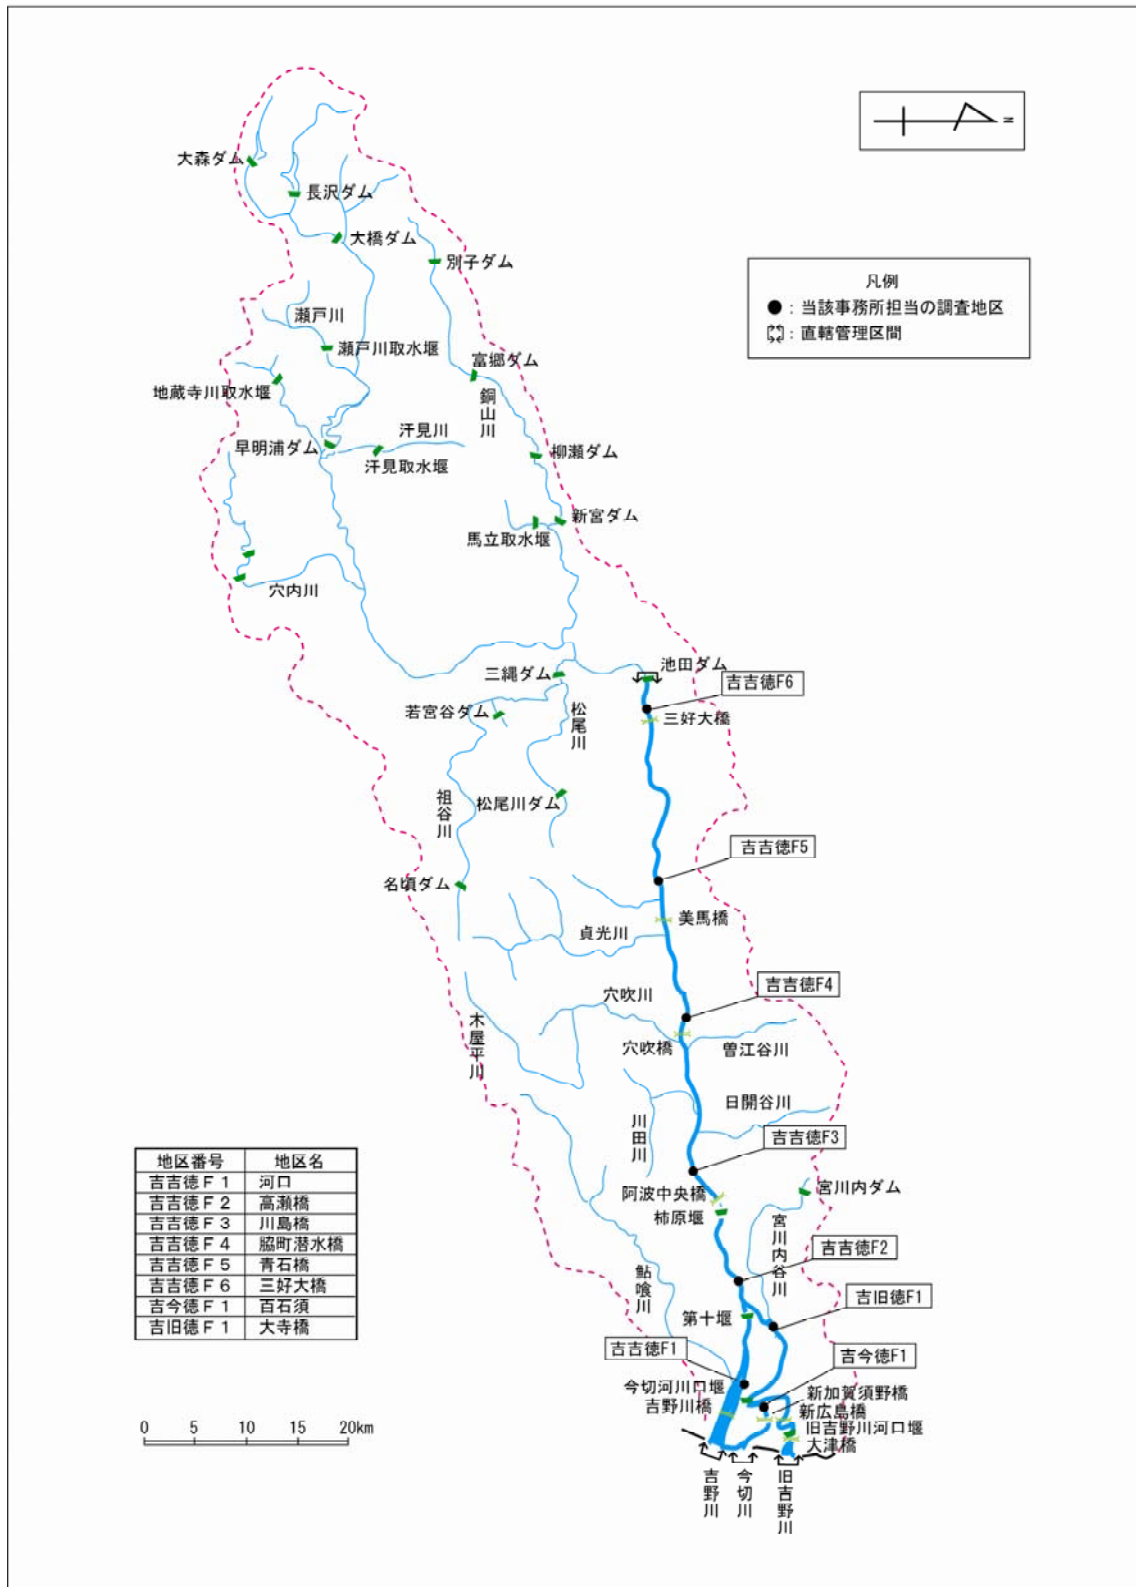 N
大森ダム
長沢ダム
大橋ダム
別子ダム
凡例
●：当該事務所担当の調査地区
：直轄管理区間
瀬戸川
瀬戸川取水堰
富郷ダム
地蔵寺川取水堰
銅山川
汗見川
早明浦ダム
汗見取水堰
柳瀬ダム
新宮ダム
馬立取水堰
穴内川
池田ダム
三縄ダム
吉吉徳F6
若宮谷ダム
松尾川
三好大橋
祖谷川
松尾川ダム
吉吉徳F5
名頃ダム
美馬橋
貞光川
吉吉徳F4
穴吹川
木屋平川
穴吹橋
曽江谷川
日開谷川
川田川
吉吉徳F3
阿波中央橋
宮川内ダム
柿原堰
宮川内谷川
吉吉徳F2
鮎喰川
吉旧徳F1
第十堰
吉吉徳F1
吉今徳F1
今切河川口堰
新加賀須野橋
吉野川橋
新広島橋
旧吉野川河口堰
大津橋
吉野川
今切川
旧吉野川
地区番号 地区名
吉吉徳Ｆ１ 河口
吉吉徳Ｆ２ 高瀬橋
吉吉徳Ｆ３ 川島橋
吉吉徳Ｆ４ 脇町潜水橋
吉吉徳Ｆ５ 青石橋
吉吉徳Ｆ６ 三好大橋
吉今徳Ｆ１ 百石須
吉旧徳Ｆ１ 大寺橋
0 5 10 15 20km